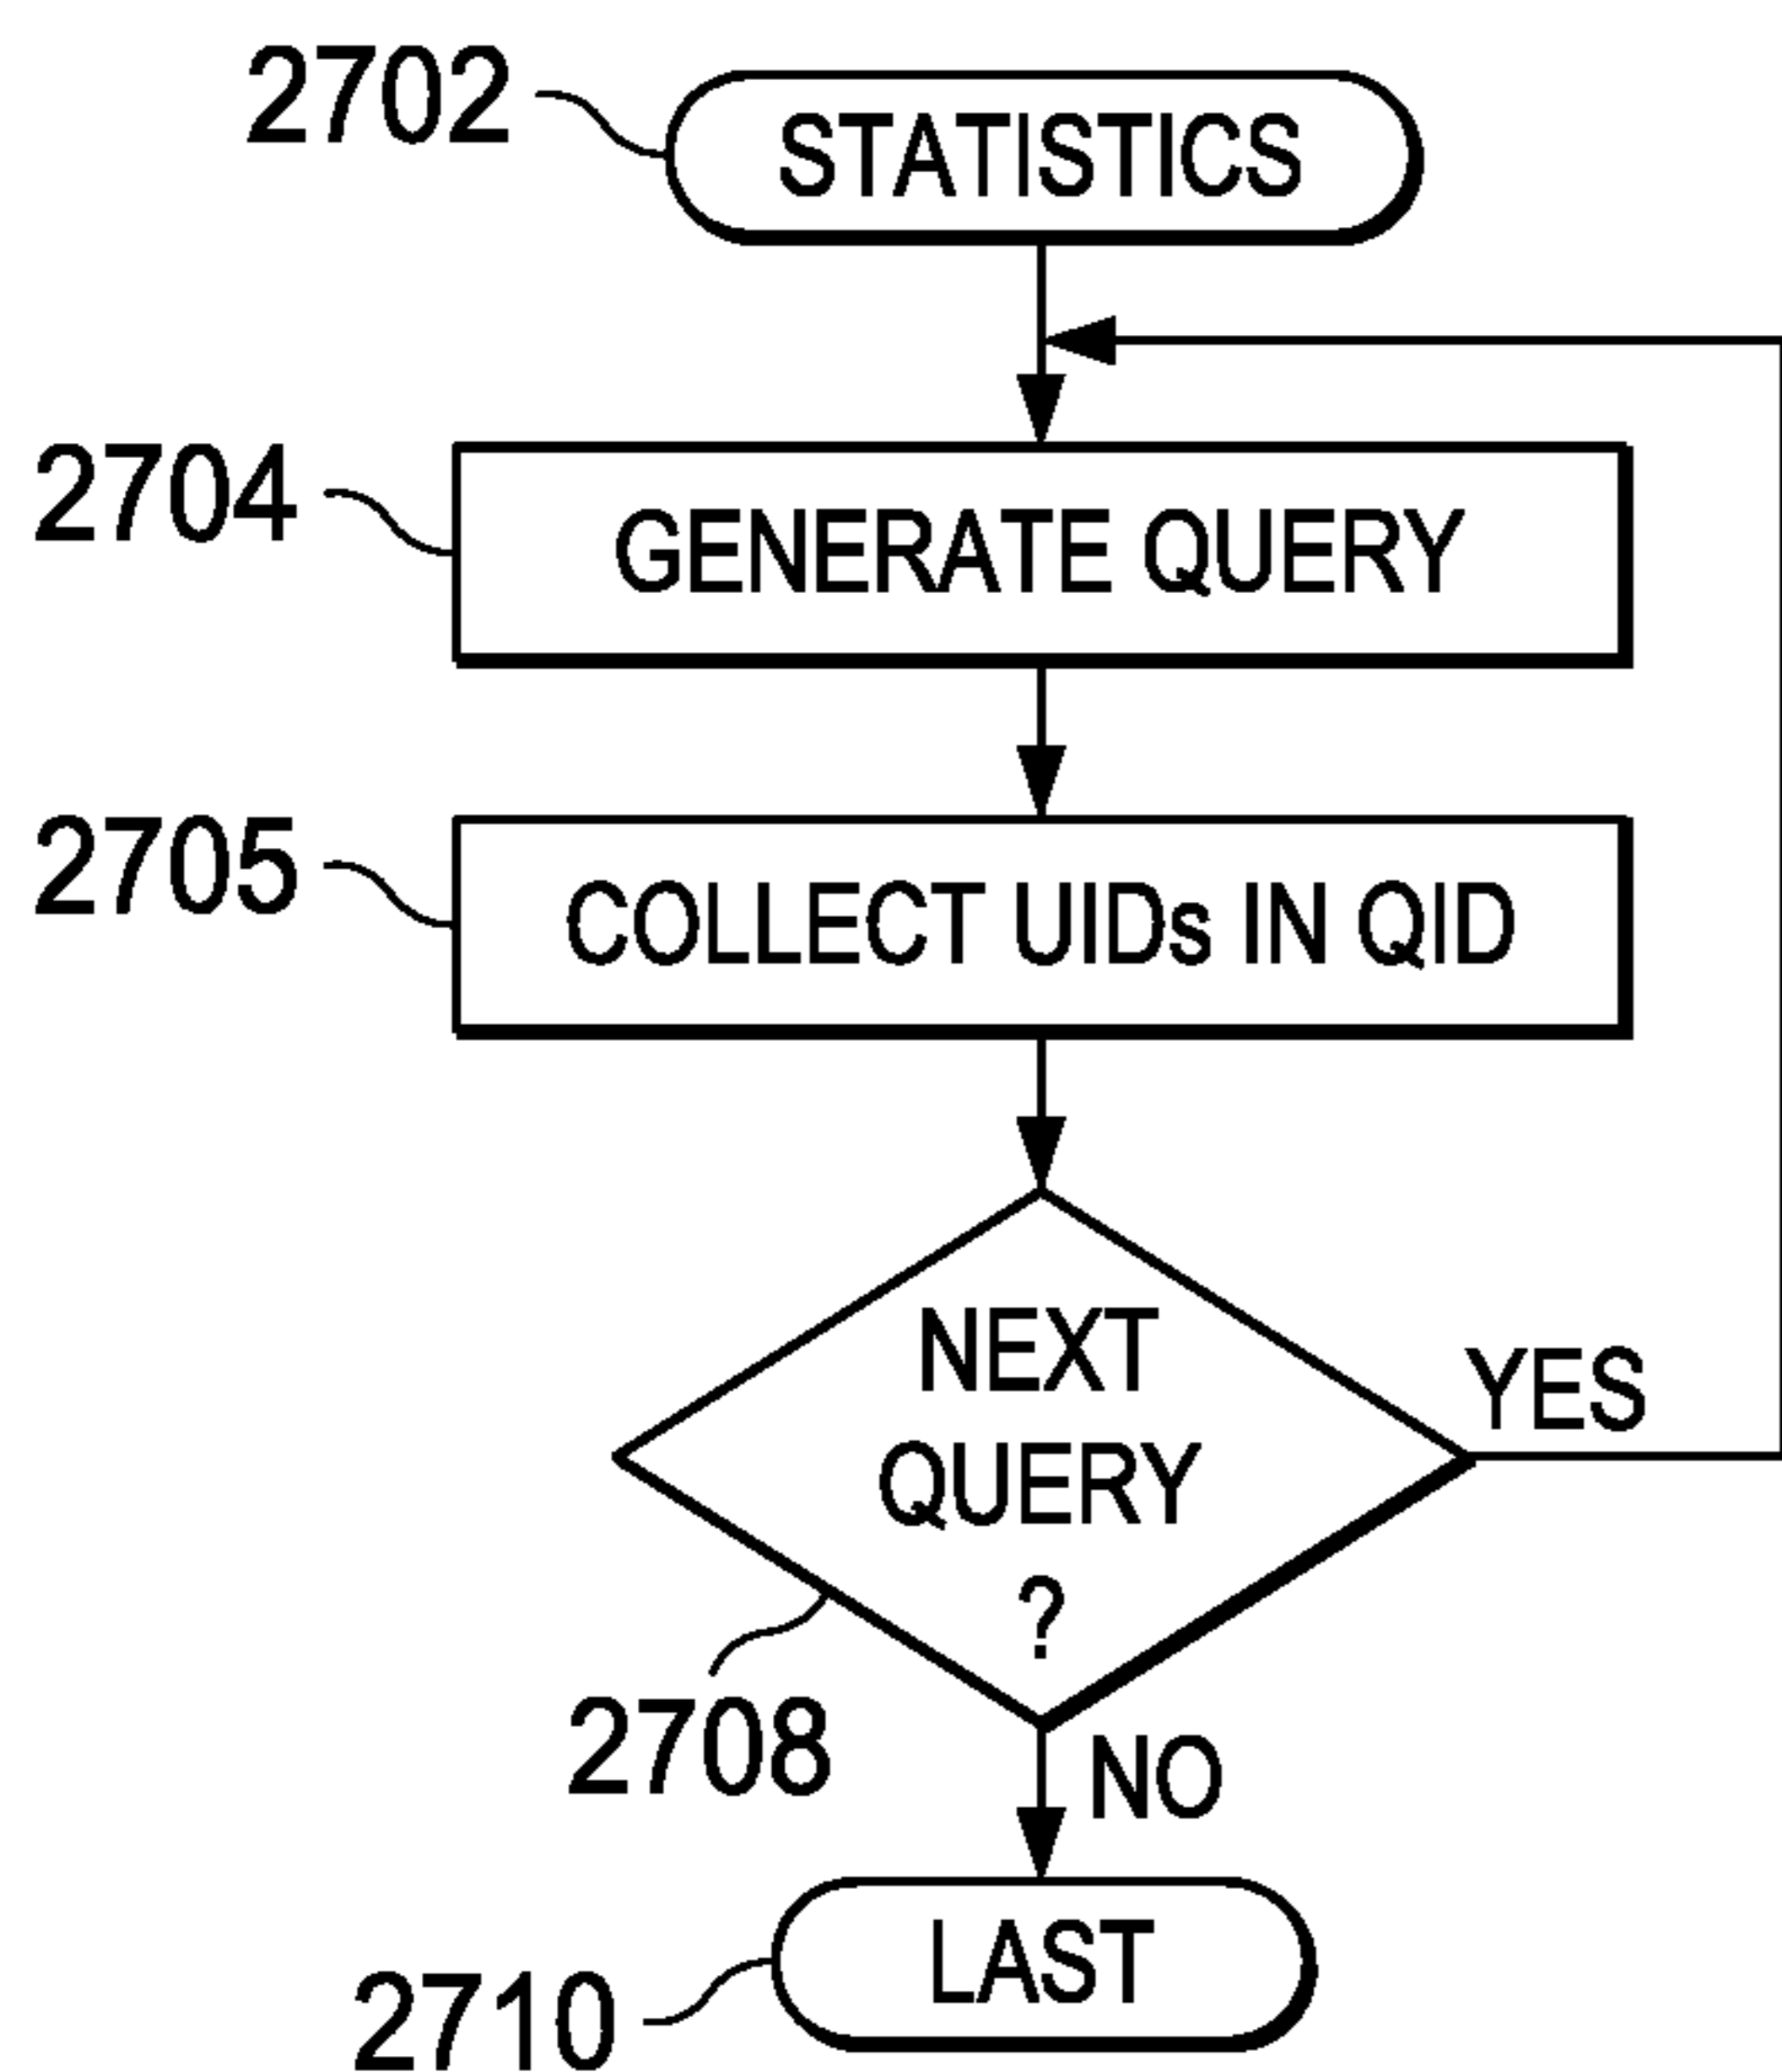 2702
STATISTICS
2704
GENERATE QUERY
2705
COLLECT UIDs IN QID
NEXT
QUERY
?
YES
2708
NO
LAST
2710